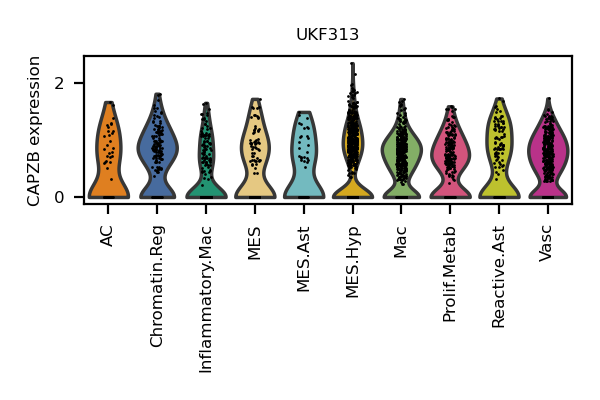 UKF313
CAPZB expression
2
0
AC
Chromatin.Reg
Inflammatory.Mac
MES
MES.Ast
MES.Hyp
Mac
Prolif.Metab
Reactive.Ast
Vasc